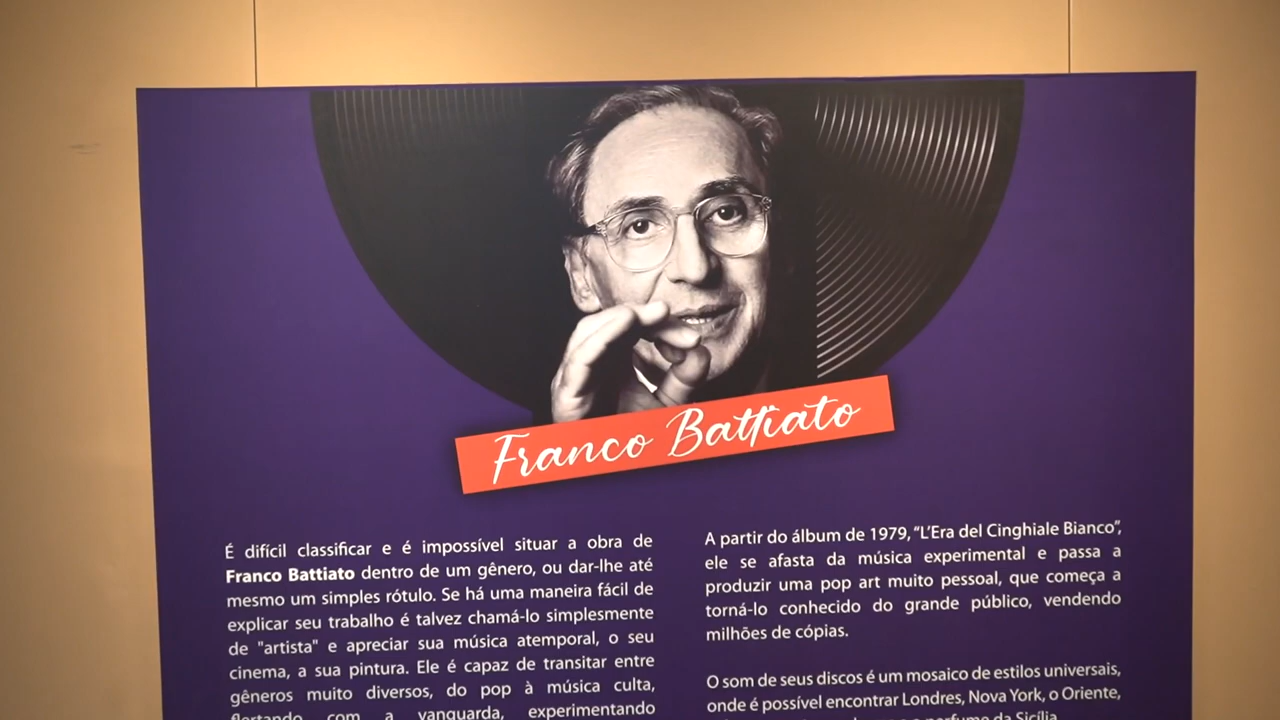 Franco Battiato
É difícil classificar e é impossível situar a obra de
Franco Battiato dentro de um gênero, ou dar-lhe até
mesmo um simples rótulo. Se há uma maneira fácil de
explicar seu trabalho é talvez chamá-lo simplesmente
de "artista" e apreciar sua música atemporal, o seu
cinema, a sua pintura. Ele é capaz de transitar entre
gêneros muito diversos, do pop à música culta,
flertando com a vanguarda, experimentando
A partir do álbum de 1979, “L’Era del Cinghiale Bianco”,
ele se afasta da música experimental e passa a
produzir uma pop art muito pessoal, que começa a
torná-lo conhecido do grande público, vendendo
milhões de cópias.
O som de seus discos é um mosaico de estilos universais,
onde é possível encontrar Londres, Nova York, o Oriente,
perfume da Sicília.